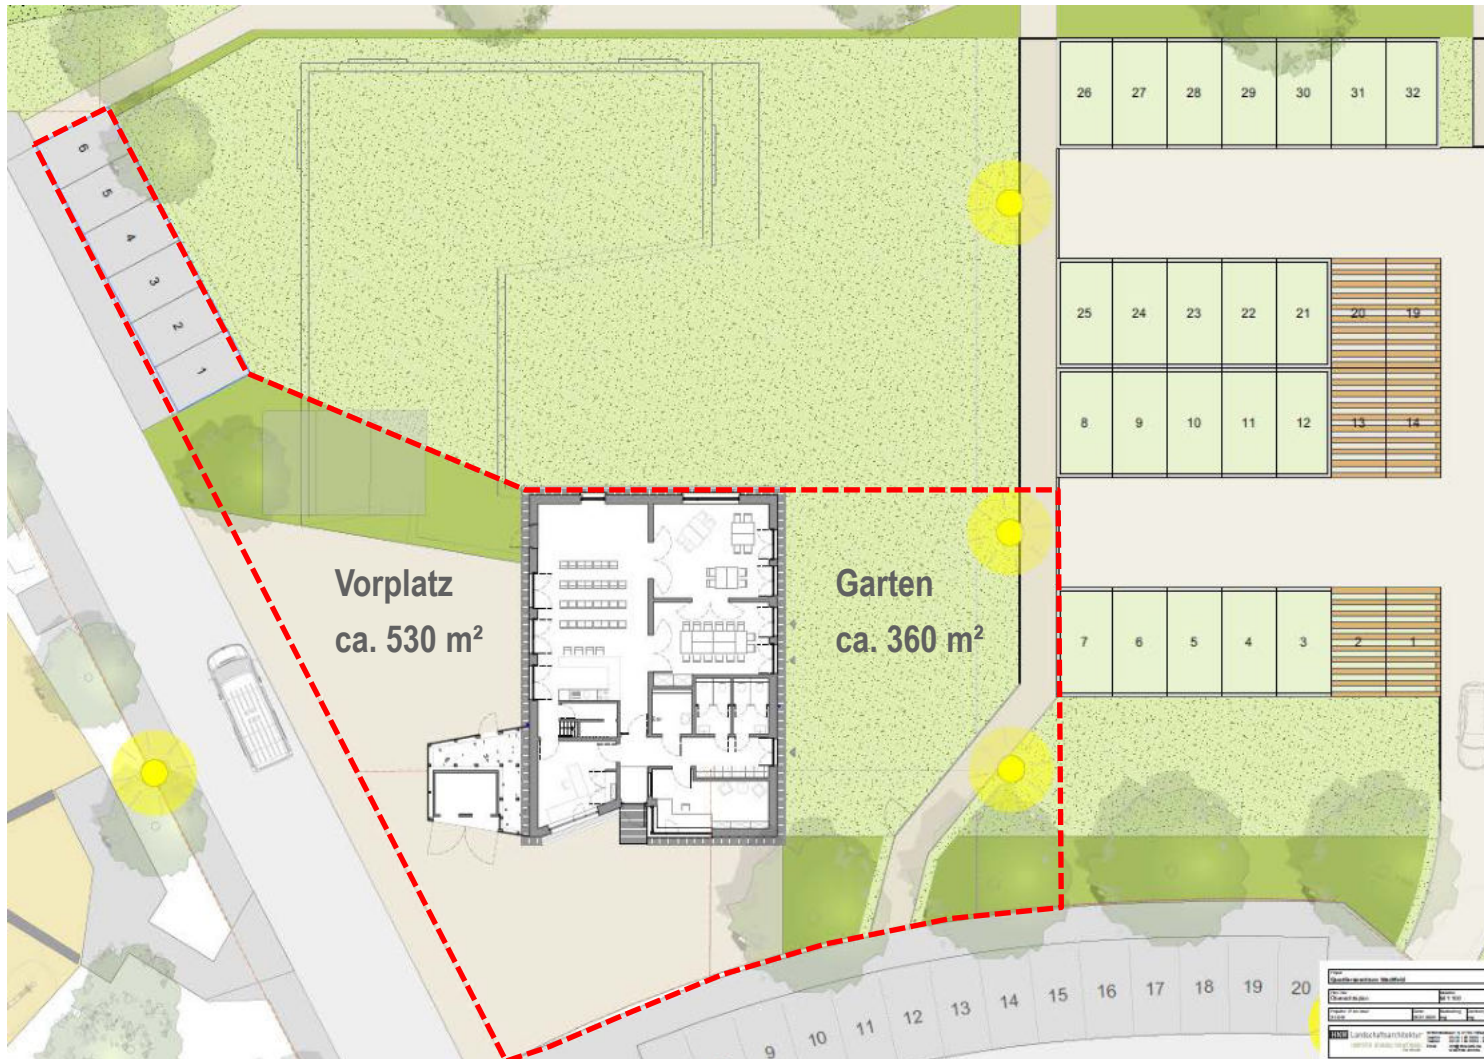 26 27 28 29 30 31 32
6
5
4
3
2
1
25 24 23 22 21 20 19
8 9 10 11 12 13 14
Vorplatz
ca. 530 m²
Garten
ca. 360 m²
7 6 5 4 3 2 1
9 10 11 12 13 14 15 16 17 18 19 20
Landschaftsarchitektur